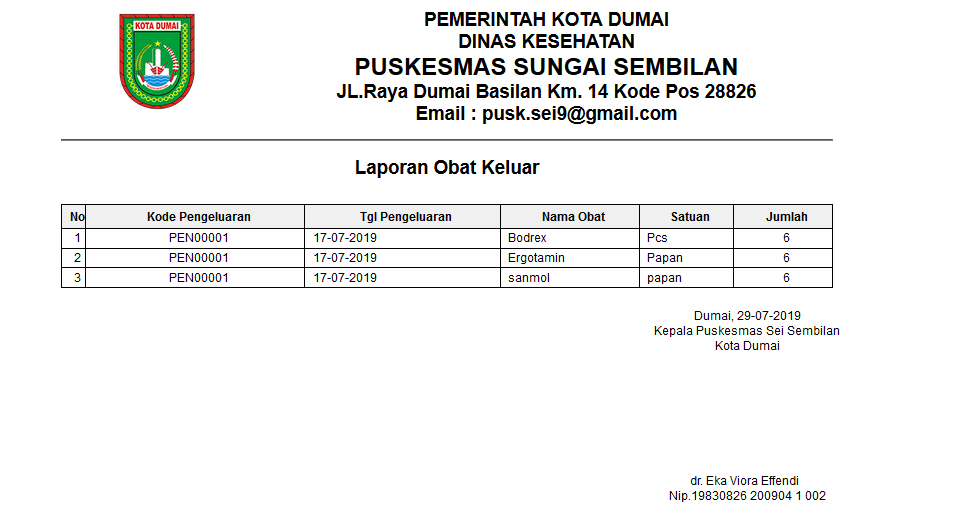 KOTA DUMAI
PEMERINTAH KOTA DUMAI
DINAS KESEHATAN
PUSKESMAS SUNGAI SEMBILAN
JL.Raya Dumai Basilan Km. 14 Kode Pos 28826
Email : pusk.sei9@gmail.com
Laporan Obat Keluar
No Kode Pengeluaran Tgl Pengeluaran Nama Obat Satuan Jumlah
1 PEN00001 17-07-2019 Bodrex Pcs 6
2 PEN00001 17-07-2019 Ergotamin Papan 6
3 PEN00001 17-07-2019 sanmol papan 6
Dumai, 29-07-2019
Kepala Puskesmas Sei Sembilan
Kota Dumai
dr. Eka Viora Effendi
Nip.19830826 200904 1 002